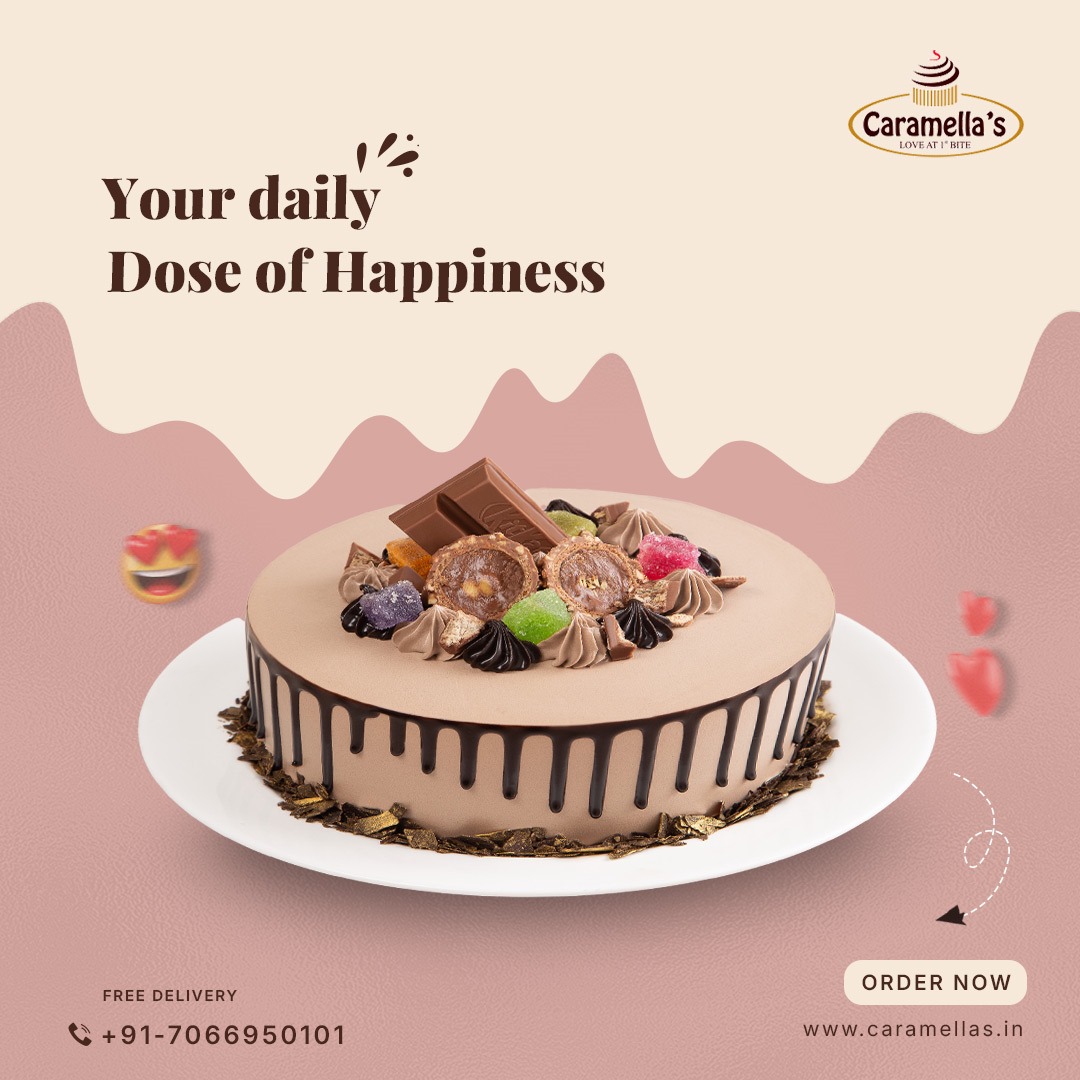 Caramella's
LOVE AT 1st BITE
Your daily
Dose of Happiness
FREE DELIVERY
+91-7066950101
ORDER NOW
www.caramellas.in